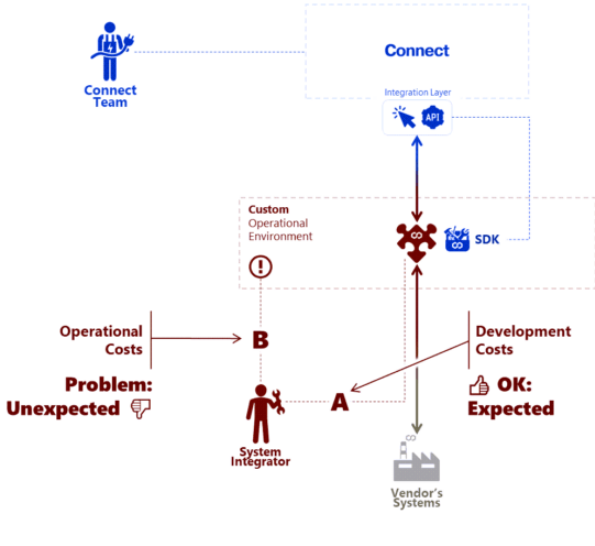 Connect
Connect
Team
Integration Layer
API
Custom
Operational
Environment
SDK
Operational
Costs
B
Development
Costs
Problem:
Unexpected
A
OK:
Expected
System
Integrator
Vendor's
Systems